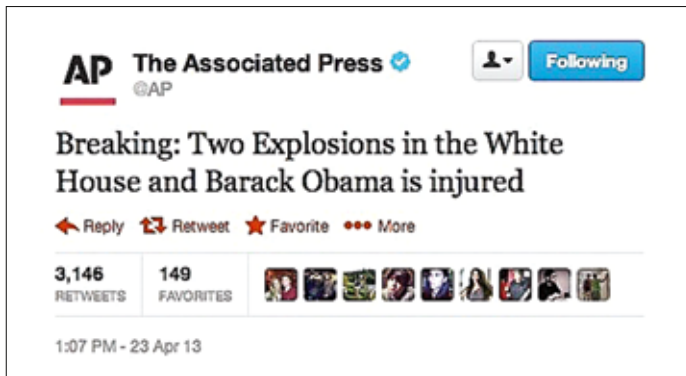 AP The Associated Press
@AP
Following
Breaking: Two Explosions in the White
House and Barack Obama is injured
Reply Retweet Favorite More
3,146 149
RETWEETS FAVORITES
1:07 PM - 23 Apr 13